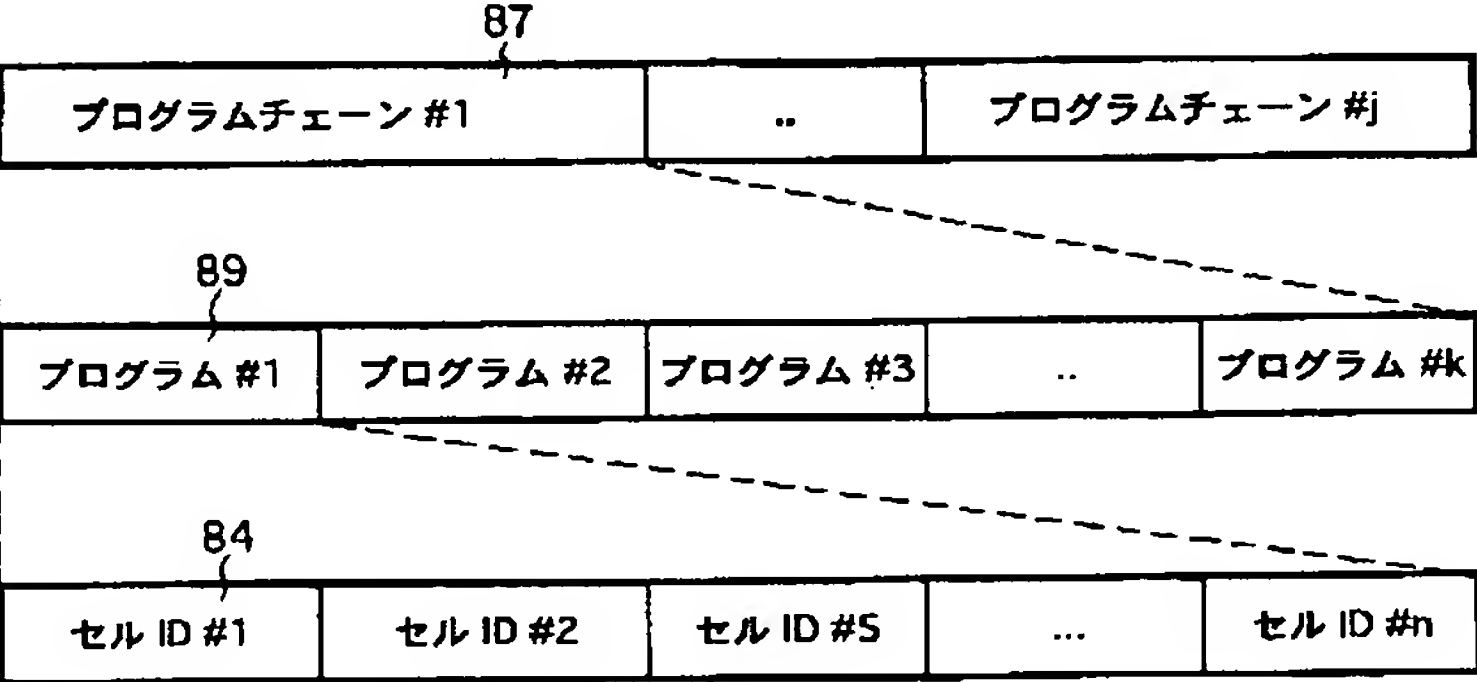 87
プログラムチェーン #1 .. プログラムチェーン #j
89
プログラム #1 プログラム #2 プログラム #3 .. プログラム #k
84
セル ID #1 セル ID #2 セル ID #5 ... セル ID #n